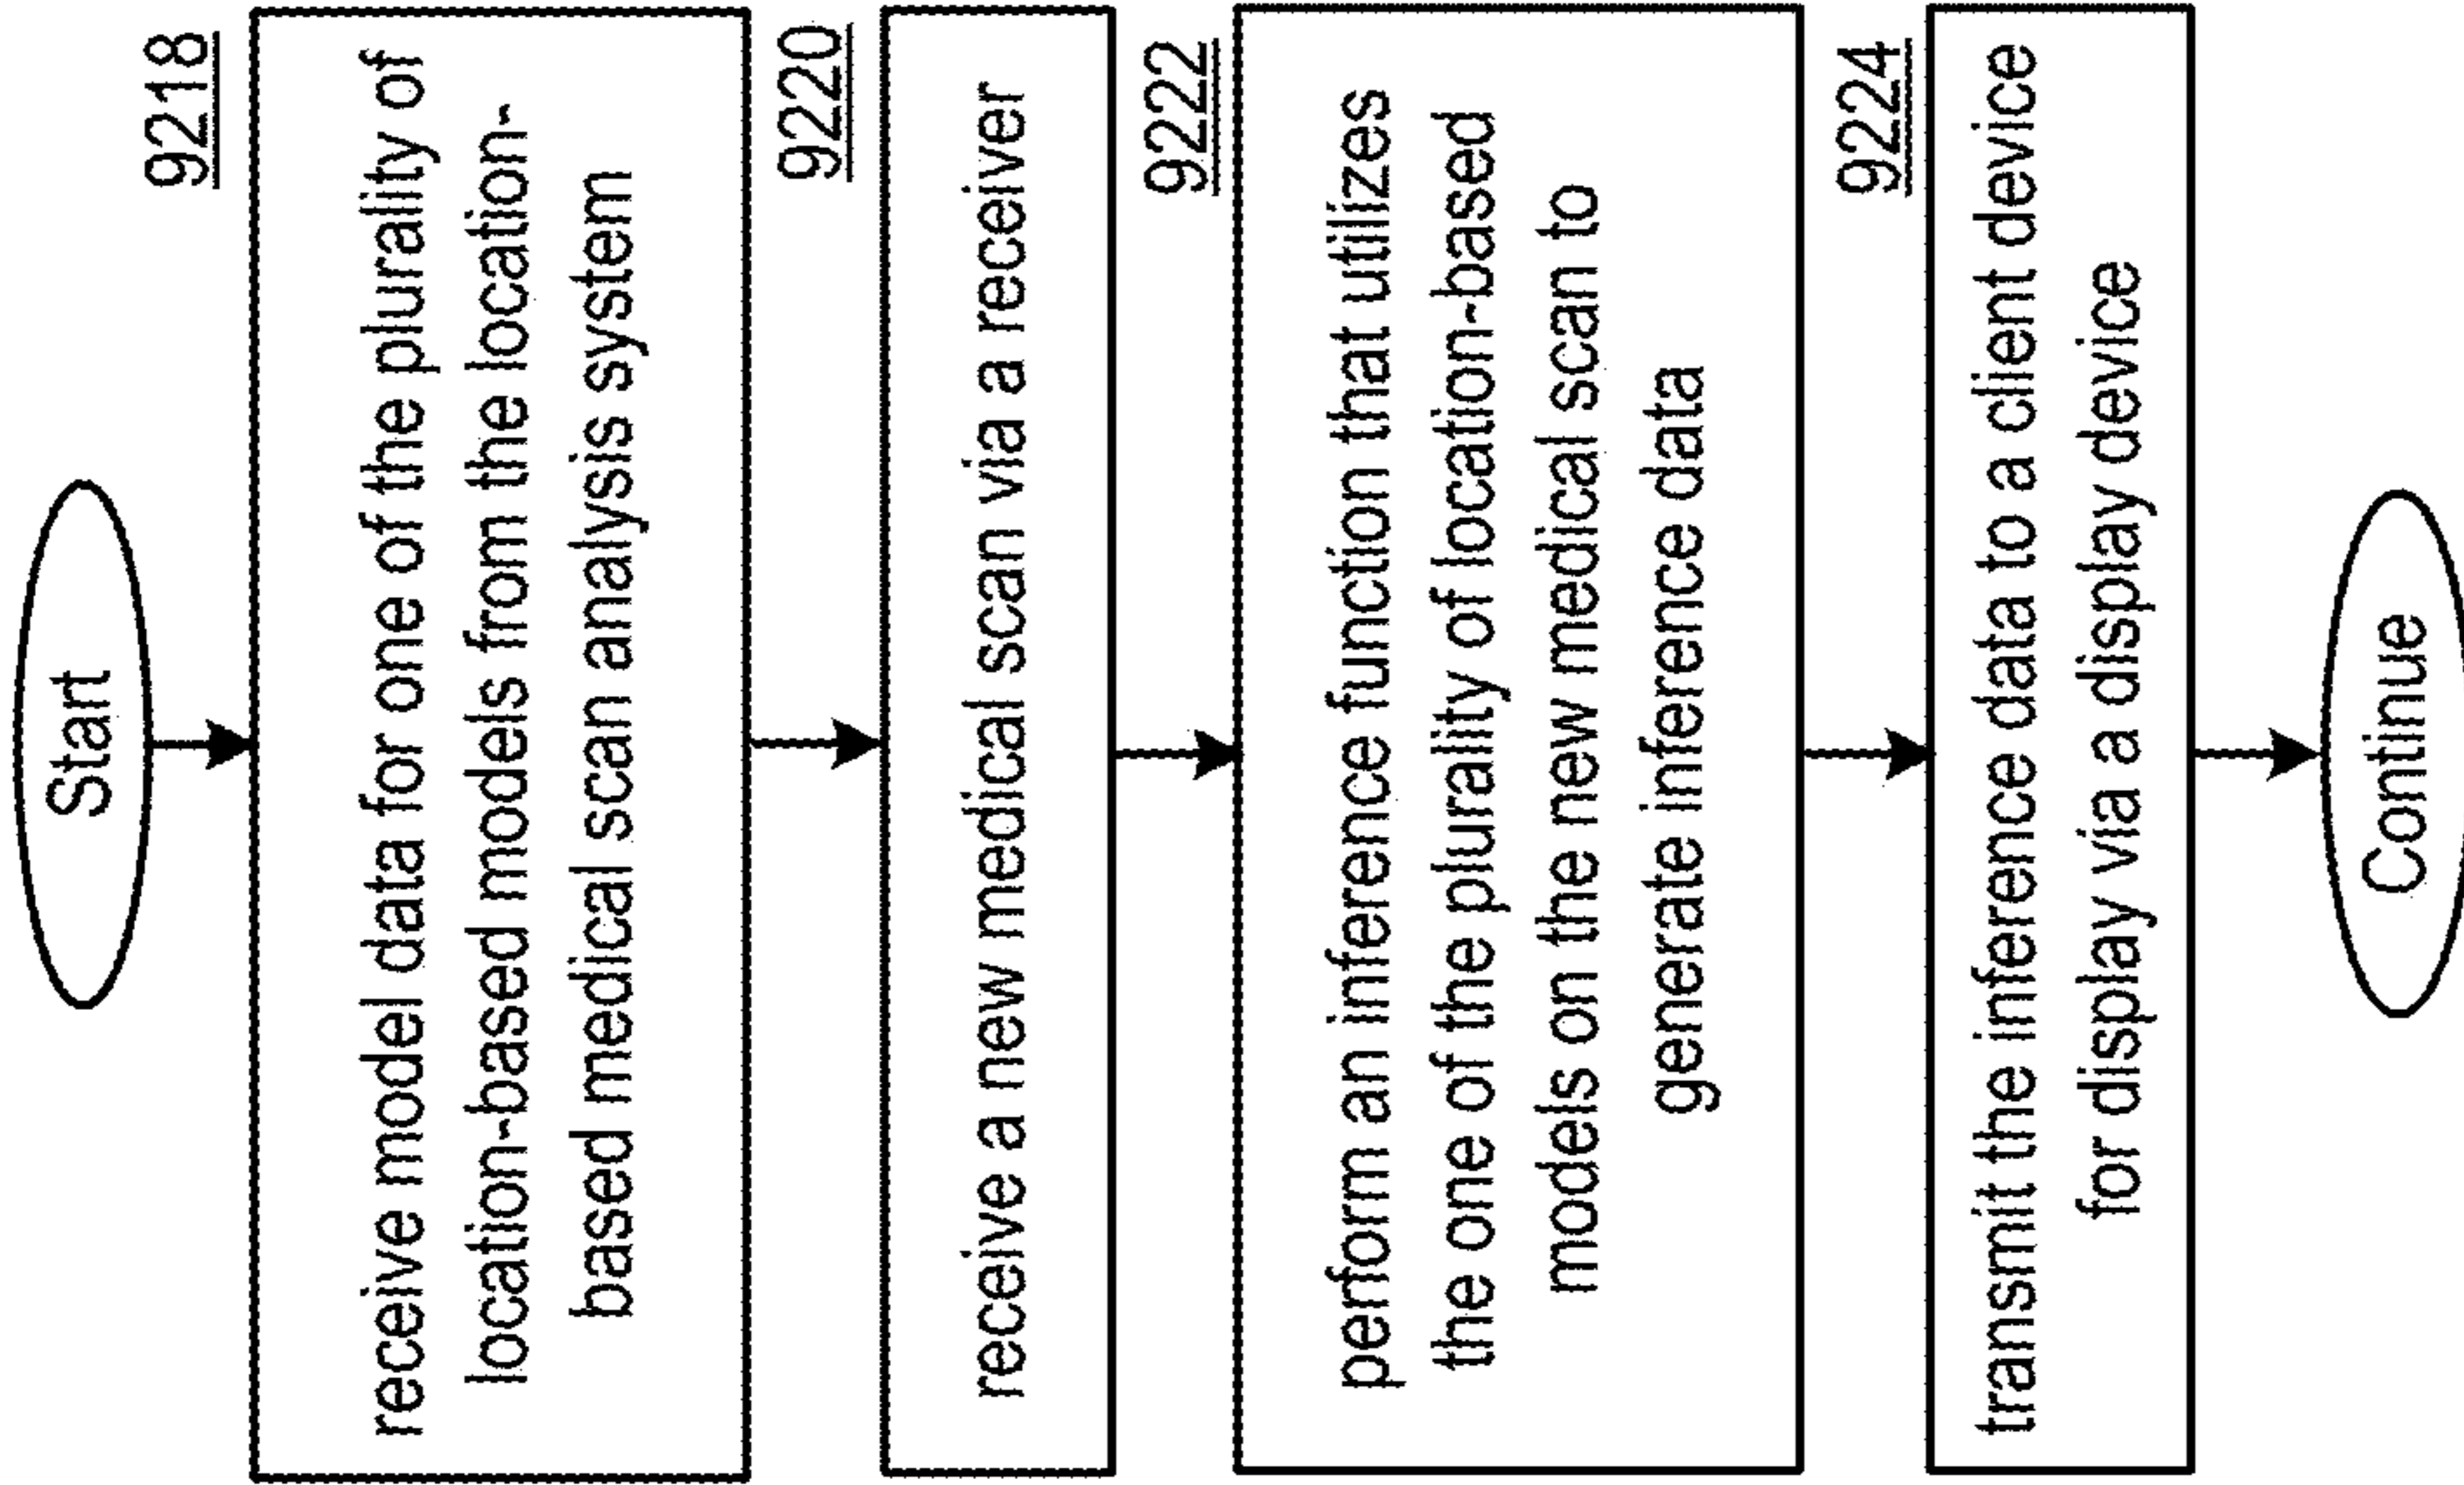 Start
9218
receive model data for one of the plurality of
location-based models from the location-
based medical scan analysis system
9220
receive a new medical scan via a receiver
9222
perform an inference function that utilizes
the one of the plurality of location-based
models on the new medical scan to
generate inference data
9224
transmit the inference data to a client device
for display via a display device
Continue